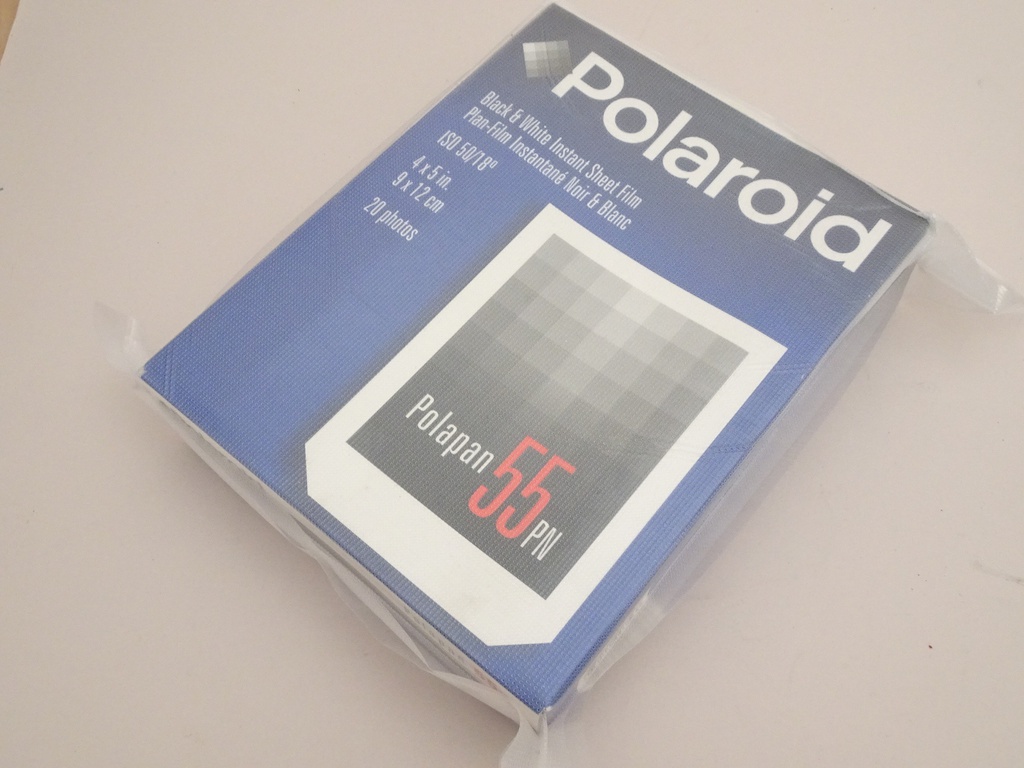 Polaroid
Black & White Instant Sheet Film
Plan-Film Instantané Noir & Blanc
ISO 50/18°
4 x 5 in.
9 x 12 cm
20 photos
Polapan 55 PN